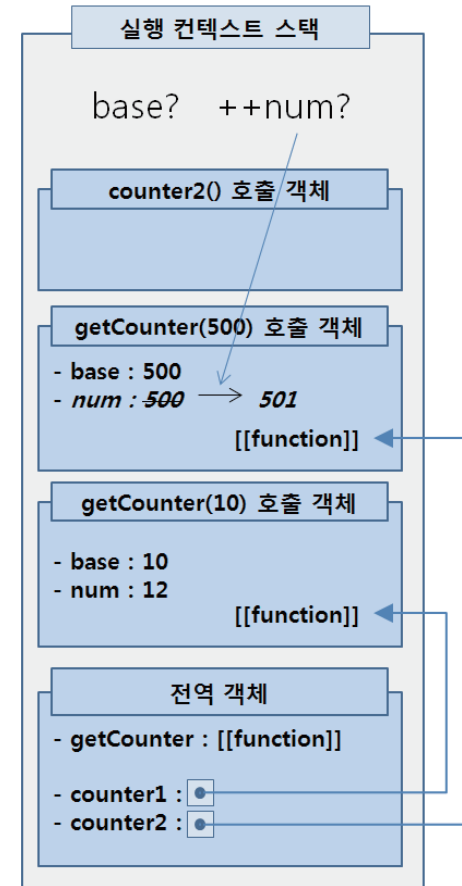 실행 컨텍스트 스택
base? ++num?
counter2() 호출 객체
getCounter(500) 호출 객체
- base : 500
- num : 500 501
[[function]]
getCounter(10) 호출 객체
- base : 10
- num : 12
[[function]]
전역 객체
- getCounter : [[function]]
- counter1 :
- counter2 :